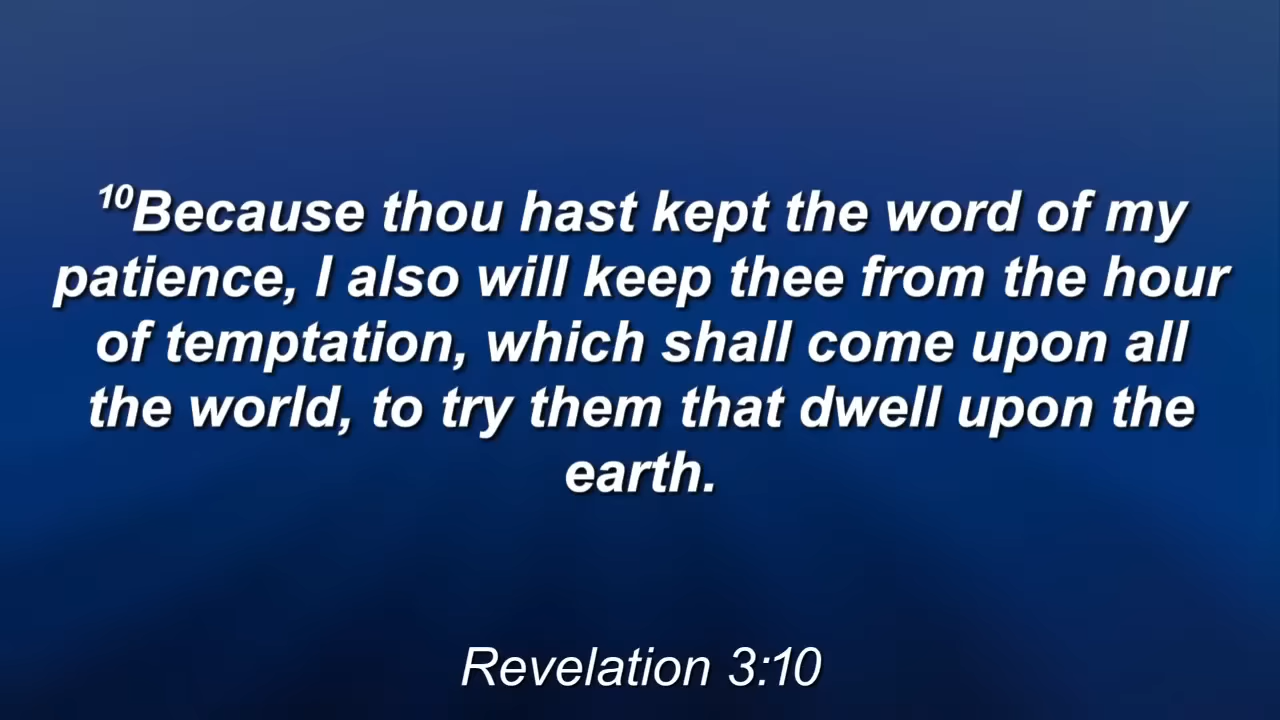 ¹⁰Because thou hast kept the word of my
patience, I also will keep thee from the hour
of temptation, which shall come upon all
the world, to try them that dwell upon the
earth.
Revelation 3:10